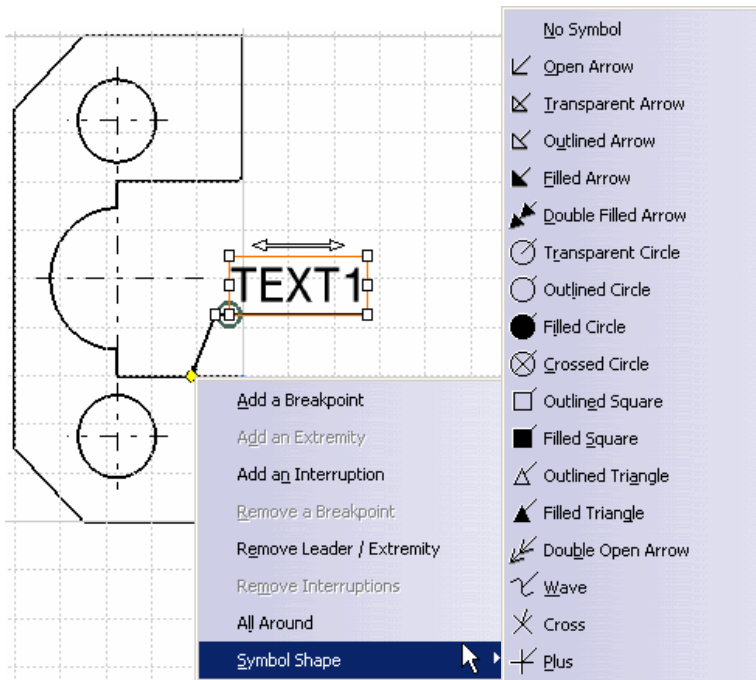 TEXT1
Add a Breakpoint
Add an Extremity
Add an Interruption
Remove a Breakpoint
Remove Leader / Extremity
Remove Interruptions
All Around
Symbol Shape
No Symbol
Open Arrow
Transparent Arrow
Outlined Arrow
Filled Arrow
Double Filled Arrow
Transparent Circle
Outlined Circle
Filled Circle
Crossed Circle
Outlined Square
Filled Square
Outlined Triangle
Filled Triangle
Double Open Arrow
Wave
Cross
Plus